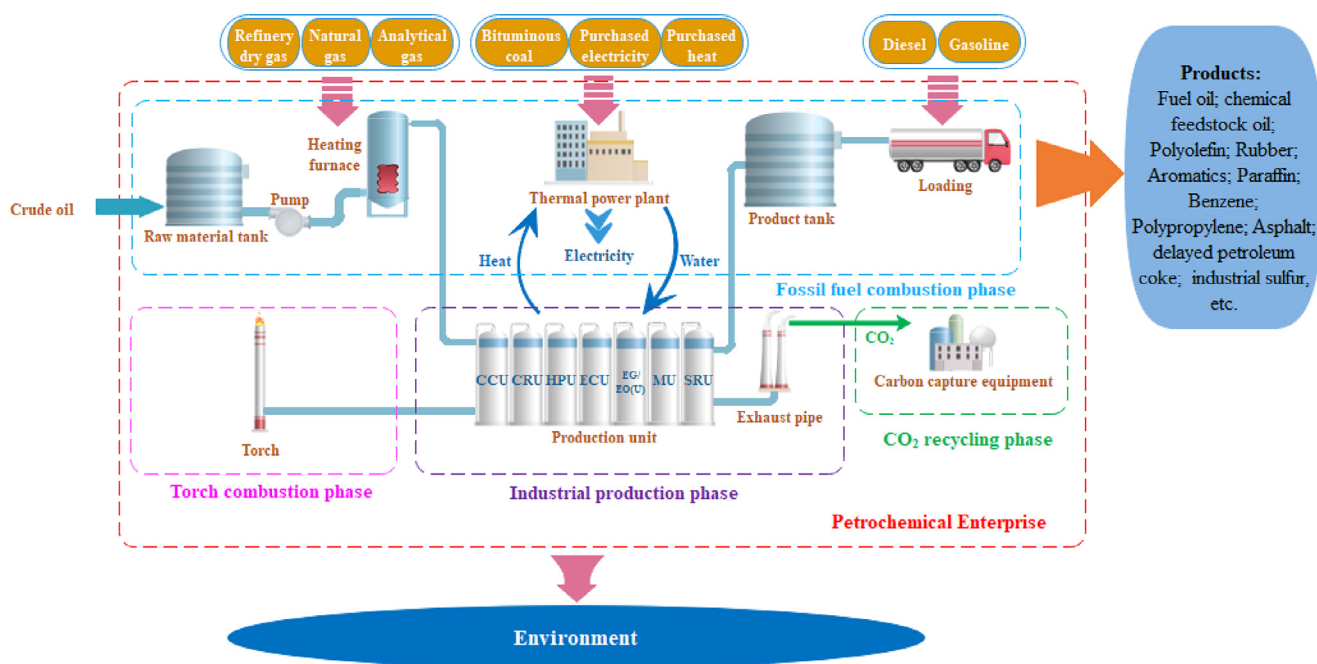 Refinery
dry gas
Natural
gas
Analytical
gas
Bituminous
coal
Purchased
electricity
Purchased
heat
Diesel
Gasoline
Products:
Fuel oil; chemical
feedstock oil;
Polyolefin; Rubber;
Aromatics; Paraffin;
Benzene;
Polypropylene; Asphalt;
delayed petroleum
coke; industrial sulfur,
etc.
Crude oil
Raw material tank
Pump
Heating
furnace
Thermal power plant
Electricity
Heat
Water
Product tank
Loading
Fossil fuel combustion phase
Torch
Torch combustion phase
CCU
CRU
HPU
ECU
EG/
EO(U)
MU
SRU
Production unit
Exhaust pipe
Industrial production phase
CO₂
Carbon capture equipment
CO₂ recycling phase
Petrochemical Enterprise
Environment